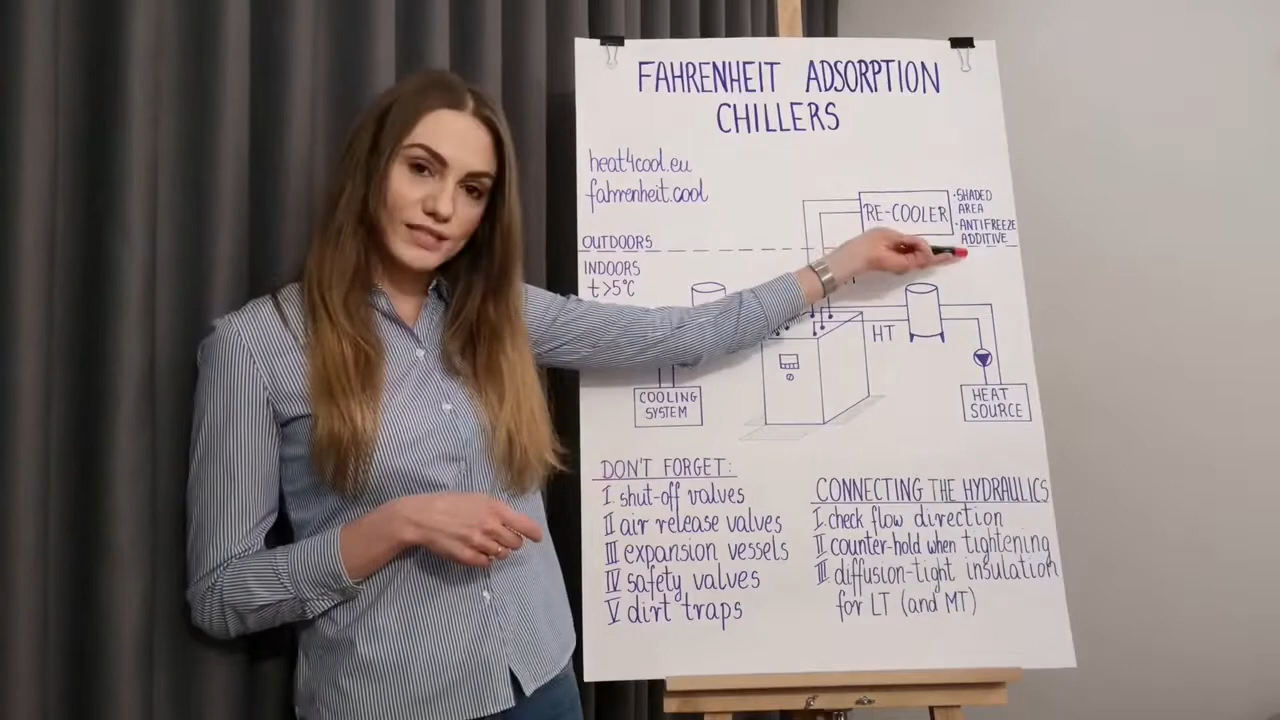 FAHRENHEIT ADSORPTION
CHILLERS
heat4cool.eu
fahrenheit.cool
RE-COOLER
·SHADED
AREA
·ANTIFREEZE
ADDITIVE
OUTDOORS
INDOORS
t>5°C
HT
COOLING
SYSTEM
HEAT
SOURCE
DON'T FORGET:
I shut-off valves
II air release valves
III expansion vessels
IV safety valves
V dirt traps
CONNECTING THE HYDRAULICS
I. check flow direction
II counter-hold when tightening
III. diffusion-tight insulation
for LT (and MT)